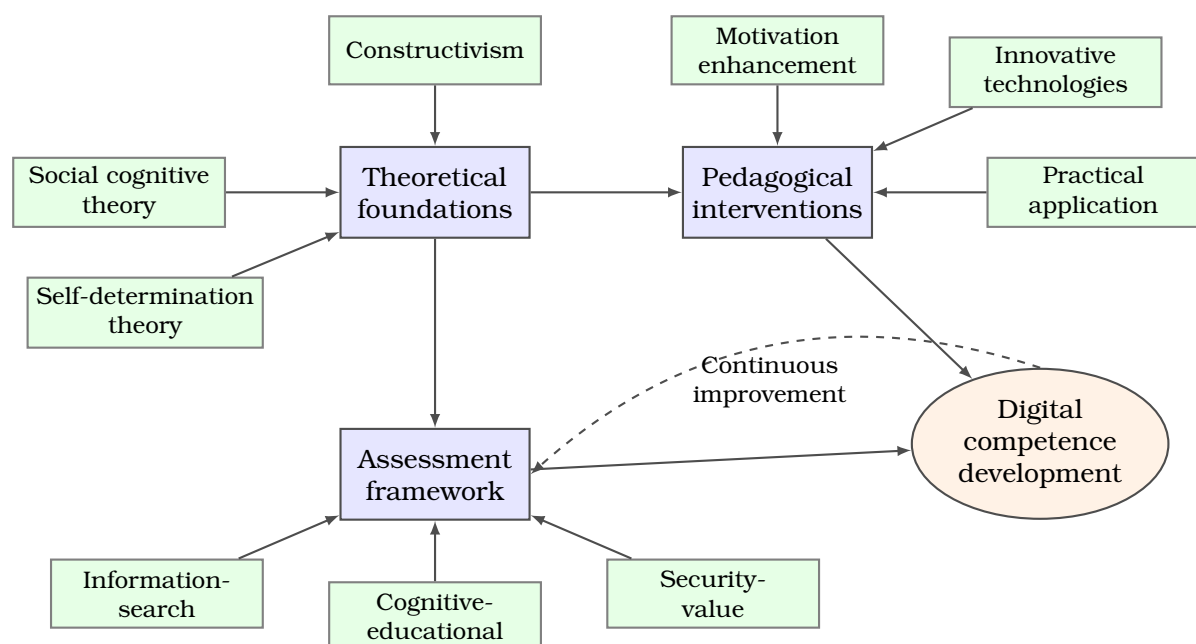 Constructivism
Motivation
enhancement
Innovative
technologies
Social cognitive
theory
Theoretical
foundations
Pedagogical
interventions
Practical
application
Self-determination
theory
Continuous
improvement
Digital
competence
development
Assessment
framework
Information-
search
Cognitive-
educational
Security-
value